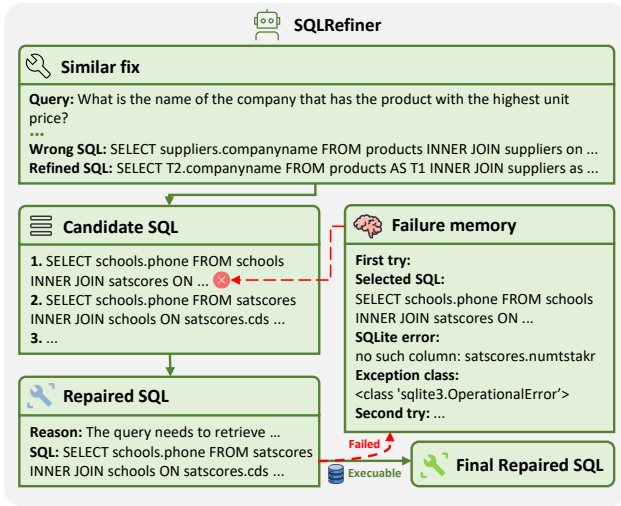 SQLRefiner
Similar fix
Query: What is the name of the company that has the product with the highest unit
price?
...
Wrong SQL: SELECT suppliers.companyname FROM products INNER JOIN suppliers on ...
Refined SQL: SELECT T2.companyname FROM products AS T1 INNER JOIN suppliers as ...
Candidate SQL
1. SELECT schools.phone FROM schools
INNER JOIN satscores ON ...
2. SELECT schools.phone FROM satscores
INNER JOIN schools ON satscores.cds ...
3. ...
Failure memory
First try:
Selected SQL:
SELECT schools.phone FROM schools
INNER JOIN satscores ON ...
SQLite error:
no such column: satscores.numtstakr
Exception class:
<class 'sqlite3.OperationalError'>
Second try: ...
Repaired SQL
Reason: The query needs to retrieve ...
SQL: SELECT schools.phone FROM satscores
INNER JOIN schools ON satscores.cds ...
Failed
Execuable
Final Repaired SQL